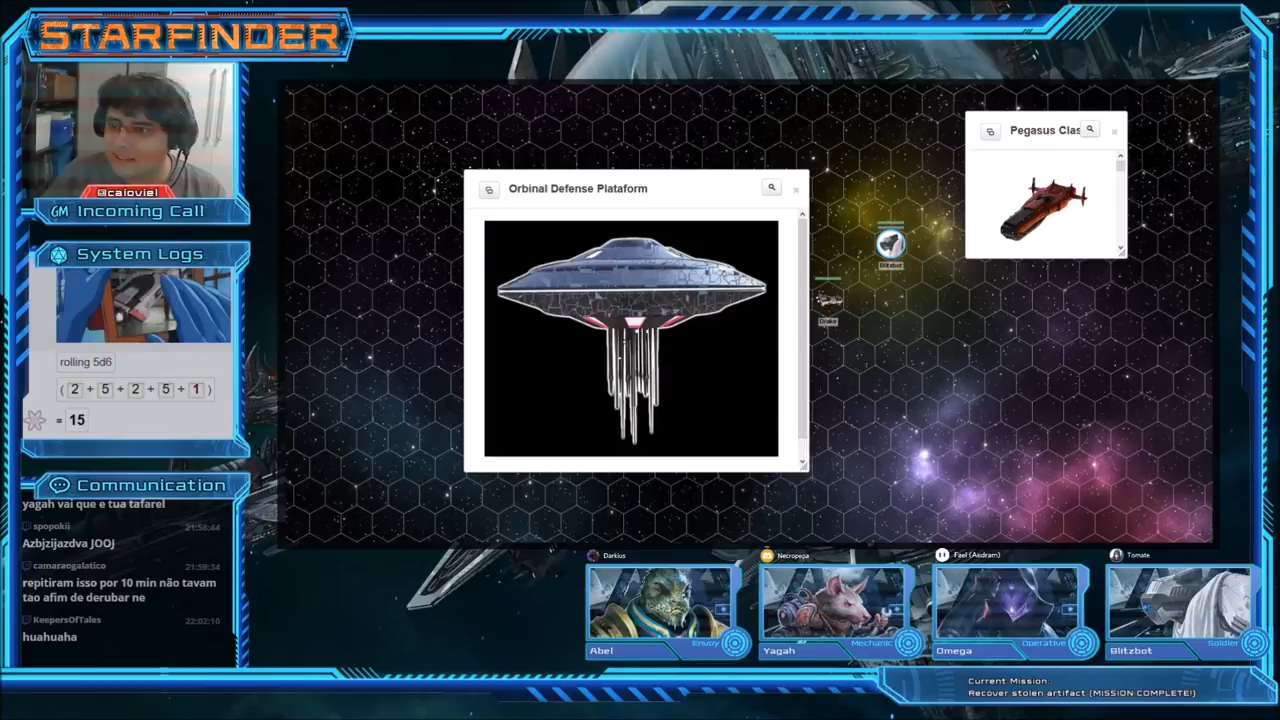 STARFINDER
@caioviel
GM Incoming Call
System Logs
rolling 5d6
( 2 + 5 + 2 + 5 + 1 )
= 15
Communication
yagah vai que e tua tafarel
spopokii 21:58:44
Azbjzijazdva JOOJ
camaraogalatico 21:59:34
repitiram isso por 10 min não tavam
tao afim de derubar ne
KeepersOfTales 22:02:10
huahuaha
Orbinal Defense Plataform
Pegasus Clas
Blitzbot
Drake
Darkius
Necropepa
Fael (Aedram)
Tomate
Envoy
Abel
Mechanic
Yagah
Operative
Omega
Soldier
Blitzbot
Current Mission:
Recover stolen artifact (MISSION COMPLETE!)